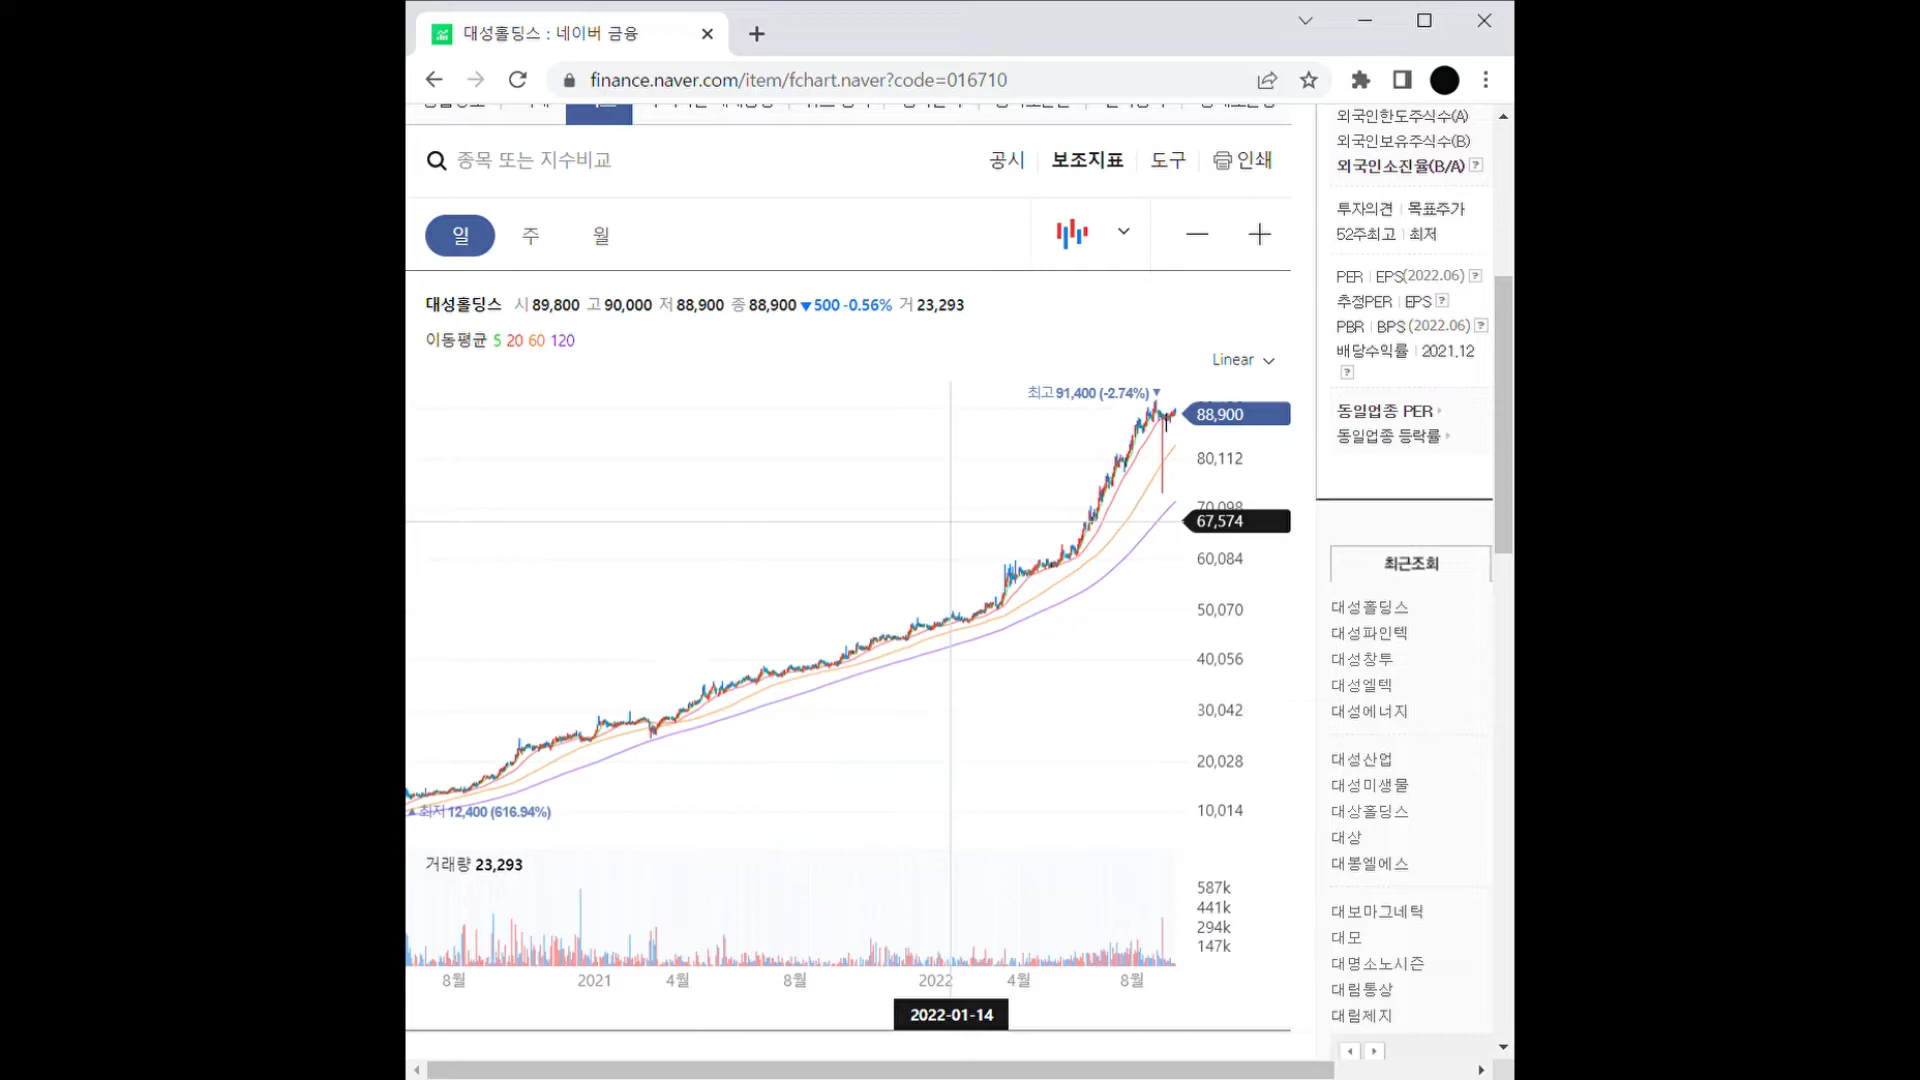 대성홀딩스 : 네이버 금융
finance.naver.com/item/fchart.naver?code=016710
종목 또는 지수비교
공시 보조지표 도구 인쇄
일 주 월
대성홀딩스 시 89,800 고 90,000 저 88,900 종 88,900 ▼500 -0.56% 거 23,293
이동평균 5 20 60 120
Linear
최고 91,400 (-2.74%) ▼
88,900
80,112
70,098
67,574
60,084
50,070
40,056
30,042
20,028
10,014
▲ 최저 12,400 (616.94%)
거래량 23,293
587k
441k
294k
147k
8월 2021 4월 8월 2022 4월 8월
2022-01-14
외국인한도주식수(A)
외국인보유주식수(B)
외국인소진율(B/A) ?
투자의견 | 목표주가
52주최고 | 최저
PER | EPS(2022.06) ?
추정PER | EPS ?
PBR | BPS (2022.06) ?
배당수익률 | 2021.12
?
동일업종 PER
동일업종 등락률
최근조회
대성홀딩스
대성파인텍
대성창투
대성엘텍
대성에너지
대성산업
대성미생물
대상홀딩스
대상
대봉엘에스
대보마그네틱
대모
대명소노시즌
대림통상
대림제지